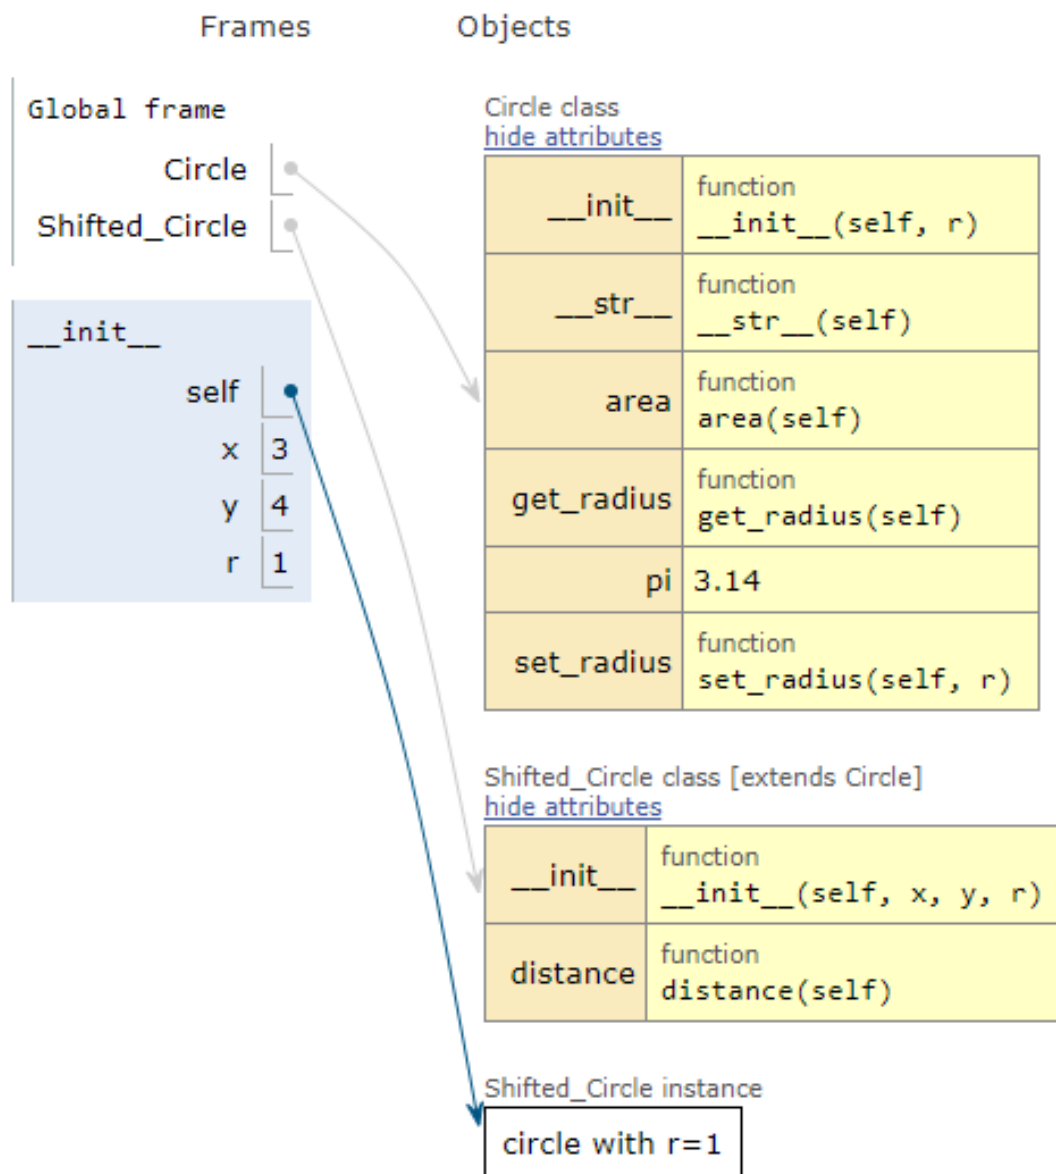 Frames Objects
Global frame
Circle
Shifted_Circle
__init__
self
x 3
y 4
r 1
Circle class
hide attributes
__init__ function
__init__(self, r)
__str__ function
__str__(self)
area function
area(self)
get_radius function
get_radius(self)
pi 3.14
set_radius function
set_radius(self, r)
Shifted_Circle class [extends Circle]
hide attributes
__init__ function
__init__(self, x, y, r)
distance function
distance(self)
Shifted_Circle instance
circle with r=1